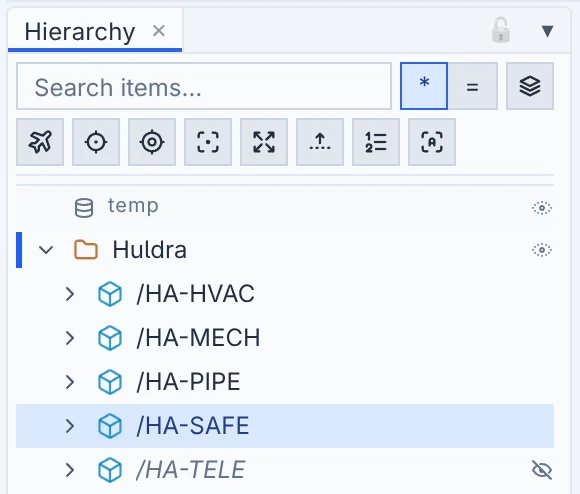 Hierarchy
Search items...
* =
temp
Huldra
/HA-HVAC
/HA-MECH
/HA-PIPE
/HA-SAFE
/HA-TELE